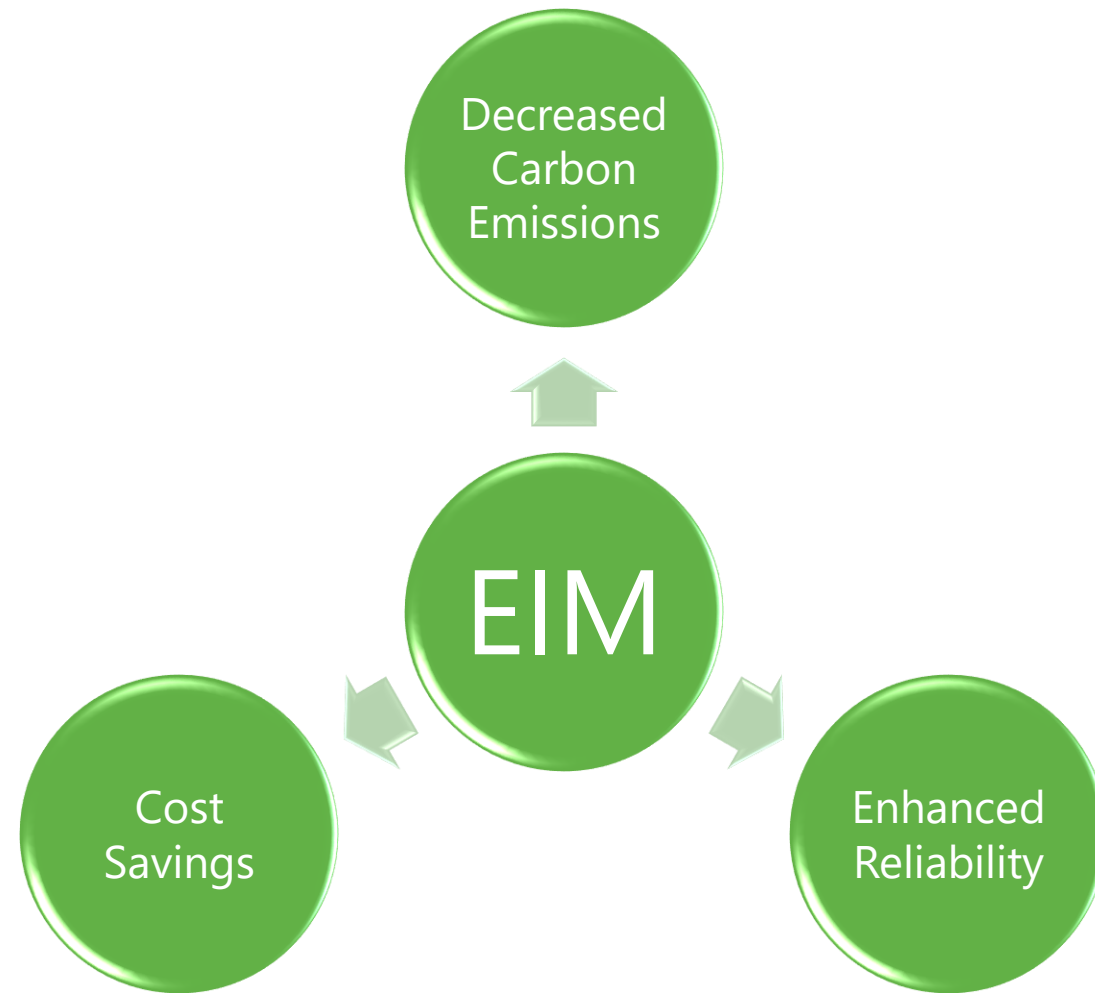 Decreased
Carbon
Emissions
EIM
Cost
Savings
Enhanced
Reliability